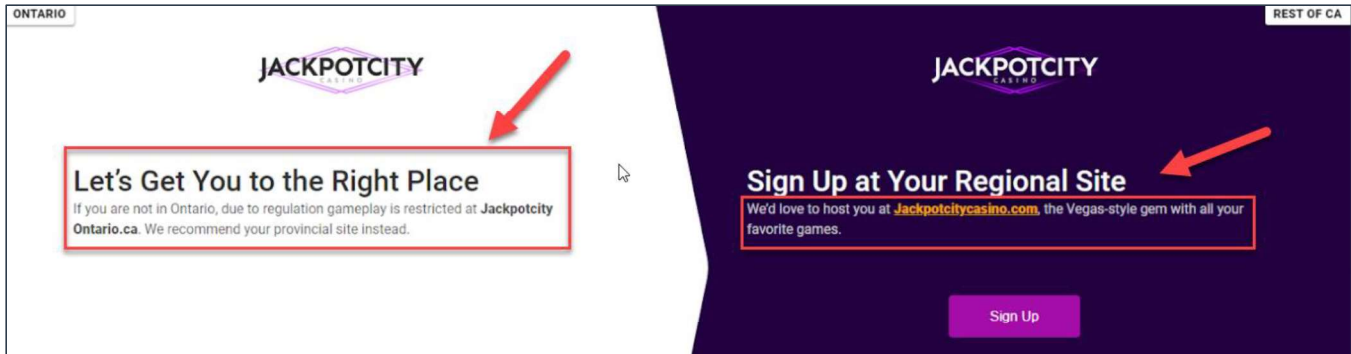 ONTARIO
JACKPOTCITY
CASINO
Let's Get You to the Right Place
If you are not in Ontario, due to regulation gameplay is restricted at Jackpotcity
Ontario.ca. We recommend your provincial site instead.
REST OF CA
JACKPOTCITY
CASINO
Sign Up at Your Regional Site
We'd love to host you at Jackpotcitycasino.com, the Vegas-style gem with all your
favorite games.
Sign Up